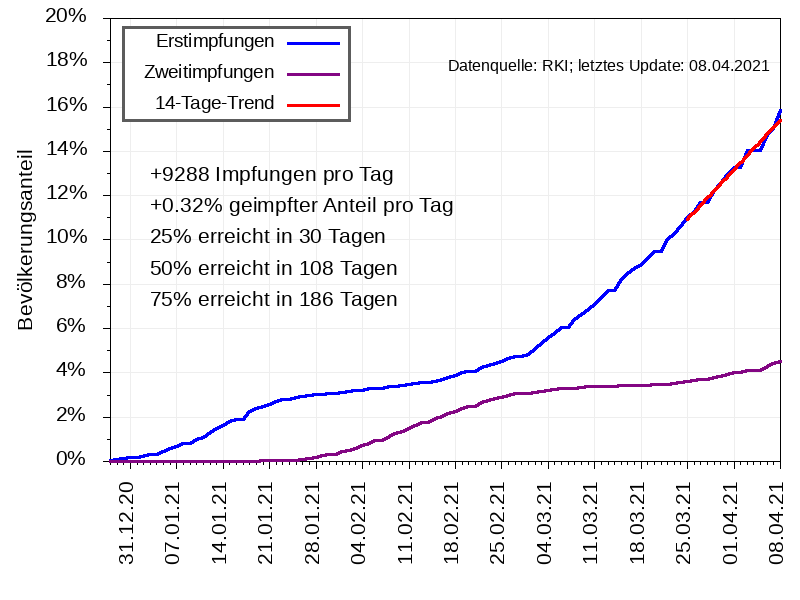 20%
18%
16%
14%
12%
10%
8%
6%
4%
2%
0%
Bevölkerungsanteil
Erstimpfungen
Zweitimpfungen
14-Tage-Trend
Datenquelle: RKI; letztes Update: 08.04.2021
+9288 Impfungen pro Tag
+0.32% geimpfter Anteil pro Tag
25% erreicht in 30 Tagen
50% erreicht in 108 Tagen
75% erreicht in 186 Tagen
31.12.20
07.01.21
14.01.21
21.01.21
28.01.21
04.02.21
11.02.21
18.02.21
25.02.21
04.03.21
11.03.21
18.03.21
25.03.21
01.04.21
08.04.21